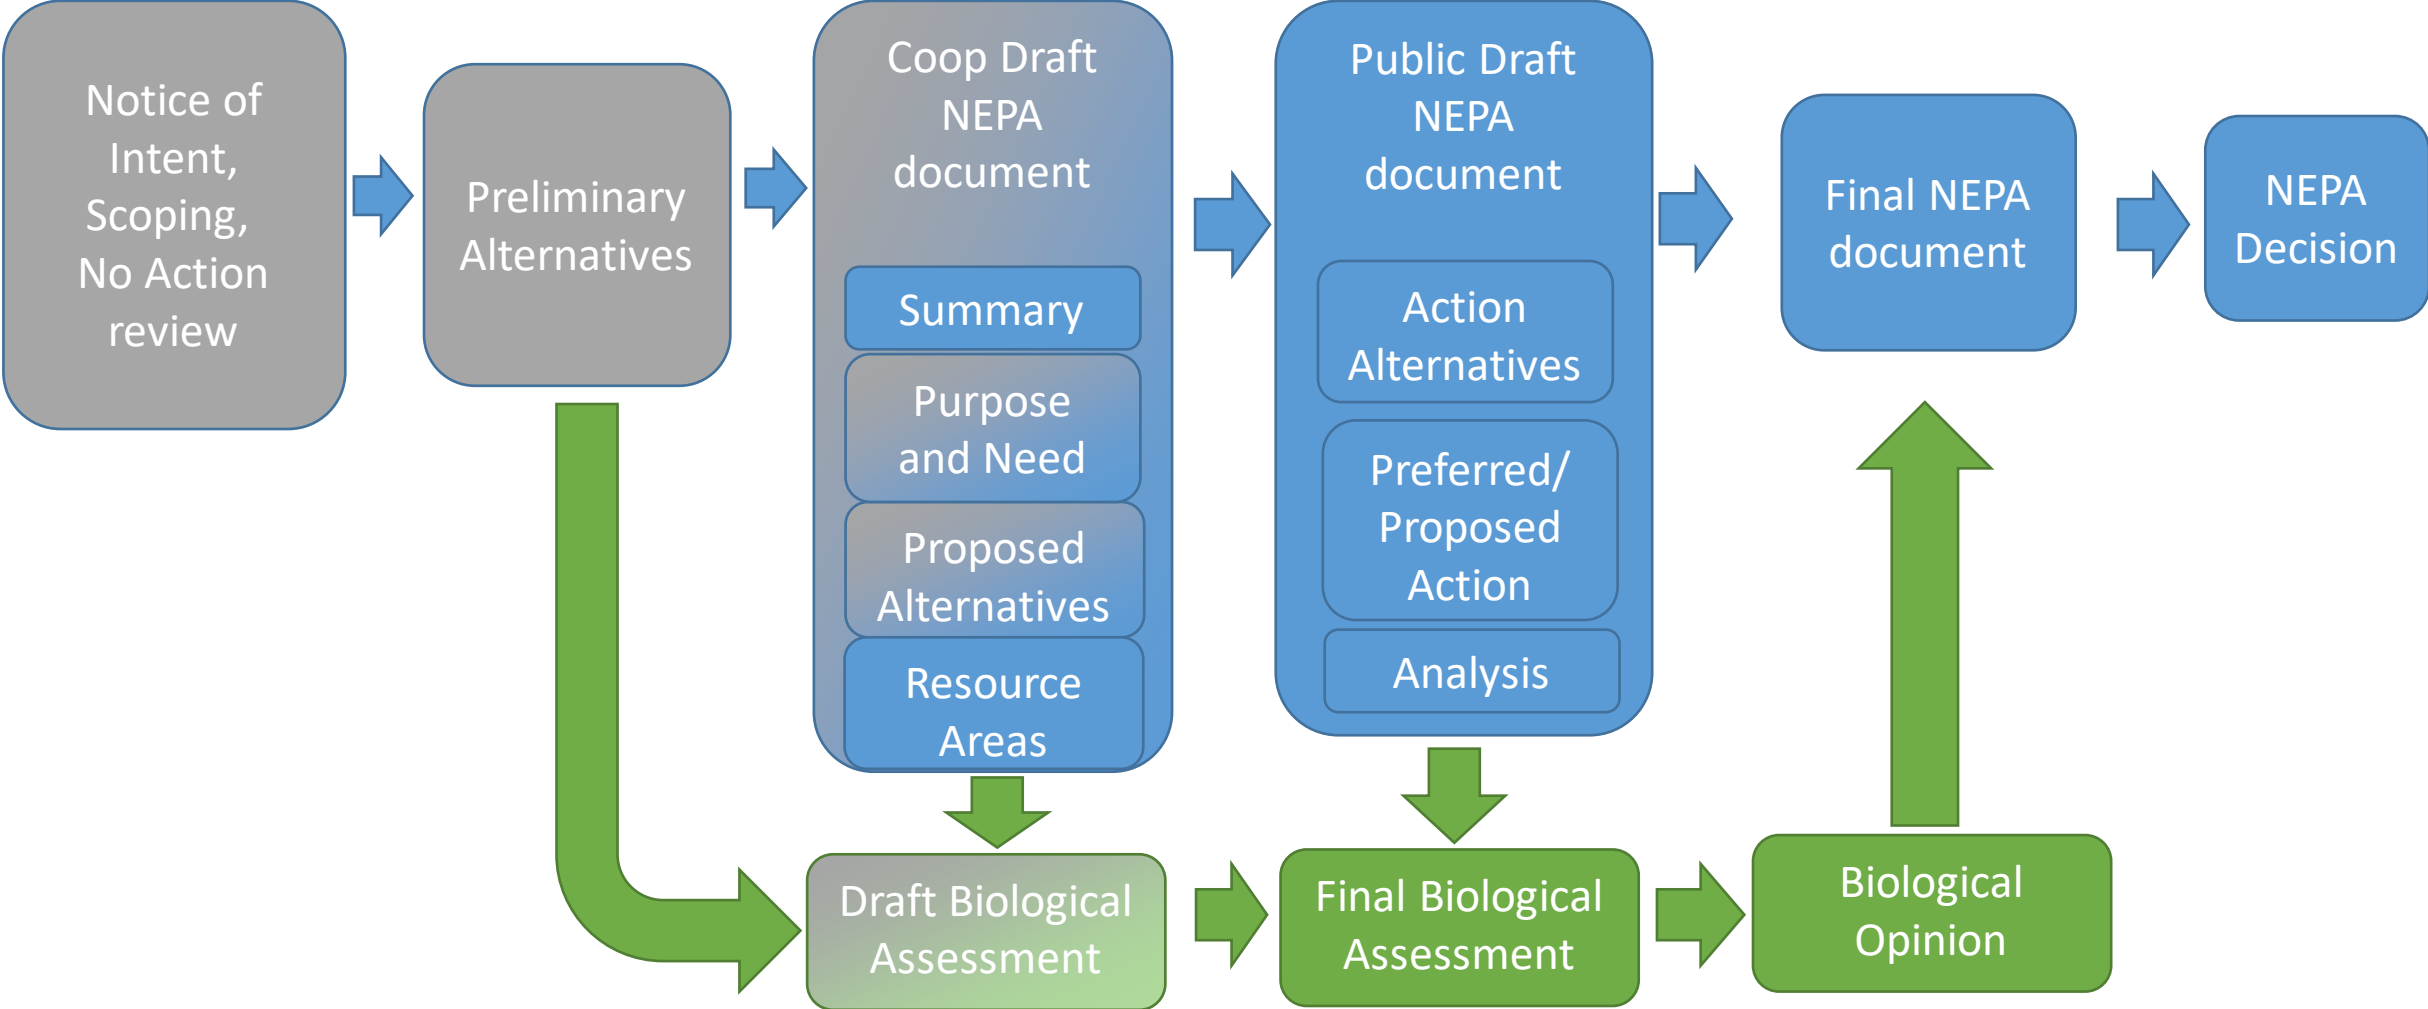 Notice of
Intent,
Scoping,
No Action
review
Preliminary
Alternatives
Coop Draft
NEPA
document
Summary
Purpose
and Need
Proposed
Alternatives
Resource
Areas
Public Draft
NEPA
document
Action
Alternatives
Preferred/
Proposed
Action
Analysis
Final NEPA
document
NEPA
Decision
Draft Biological
Assessment
Final Biological
Assessment
Biological
Opinion